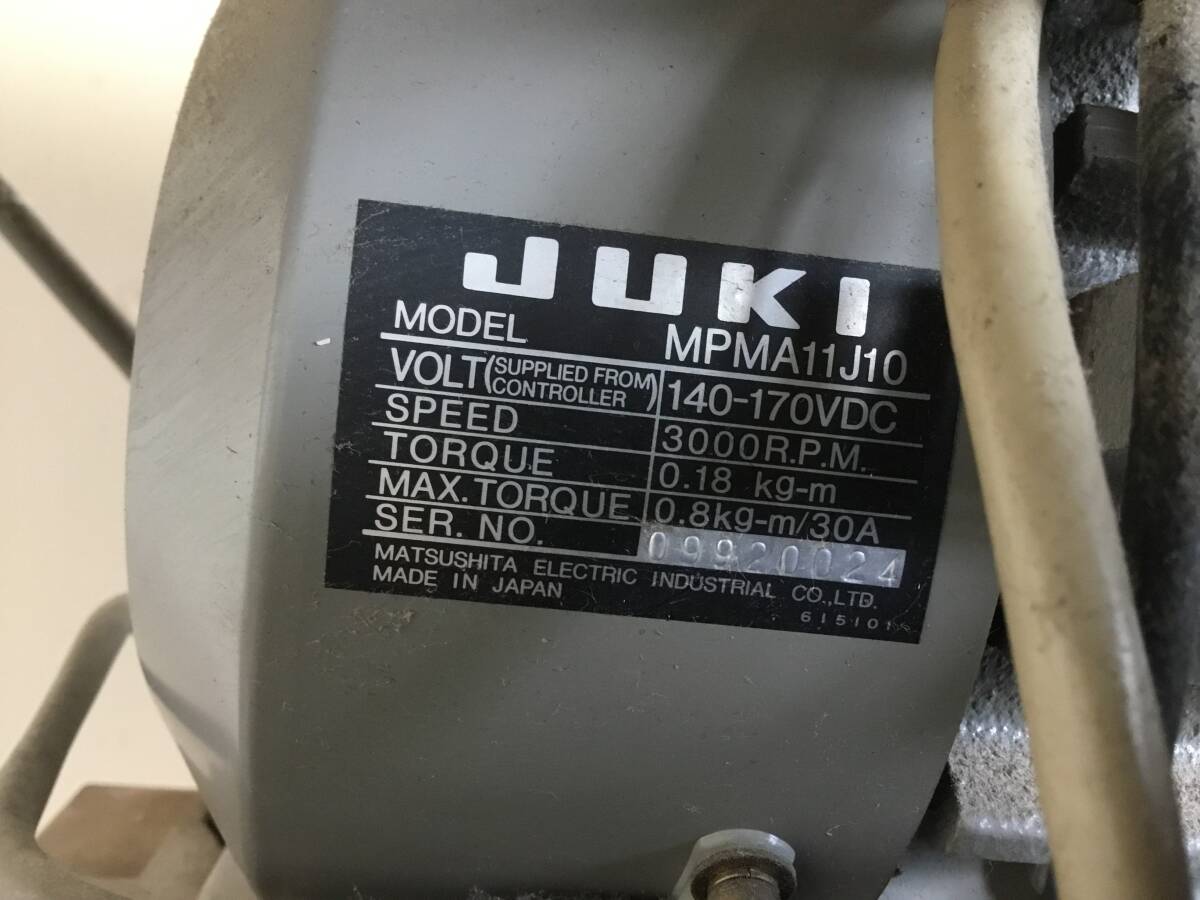 JUKI
MODEL MPMA11J10
VOLT (SUPPLIED FROM CONTROLLER) 140-170VDC
SPEED 3000R.P.M.
TORQUE 0.18 kg-m
MAX. TORQUE 0.8kg-m/30A
SER. NO. 09920024
MATSUSHITA ELECTRIC INDUSTRIAL CO.,LTD.
MADE IN JAPAN
615101